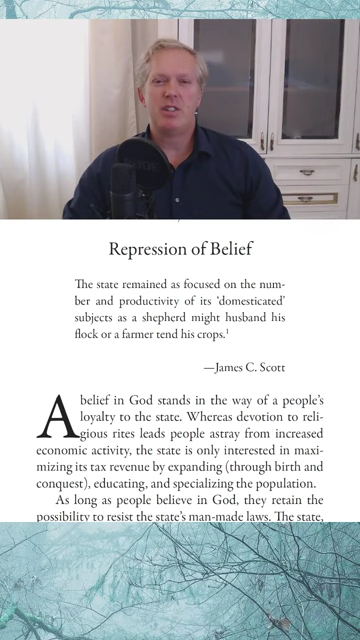 Repression of Belief
The state remained as focused on the num-
ber and productivity of its ‘domesticated’
subjects as a shepherd might husband his
flock or a farmer tend his crops.¹
—James C. Scott
A belief in God stands in the way of a people’s
loyalty to the state. Whereas devotion to reli-
gious rites leads people astray from increased
economic activity, the state is only interested in maxi-
mizing its tax revenue by expanding (through birth and
conquest), educating, and specializing the population.
As long as people believe in God, they retain the
possibility to resist the state’s man-made laws. The state,